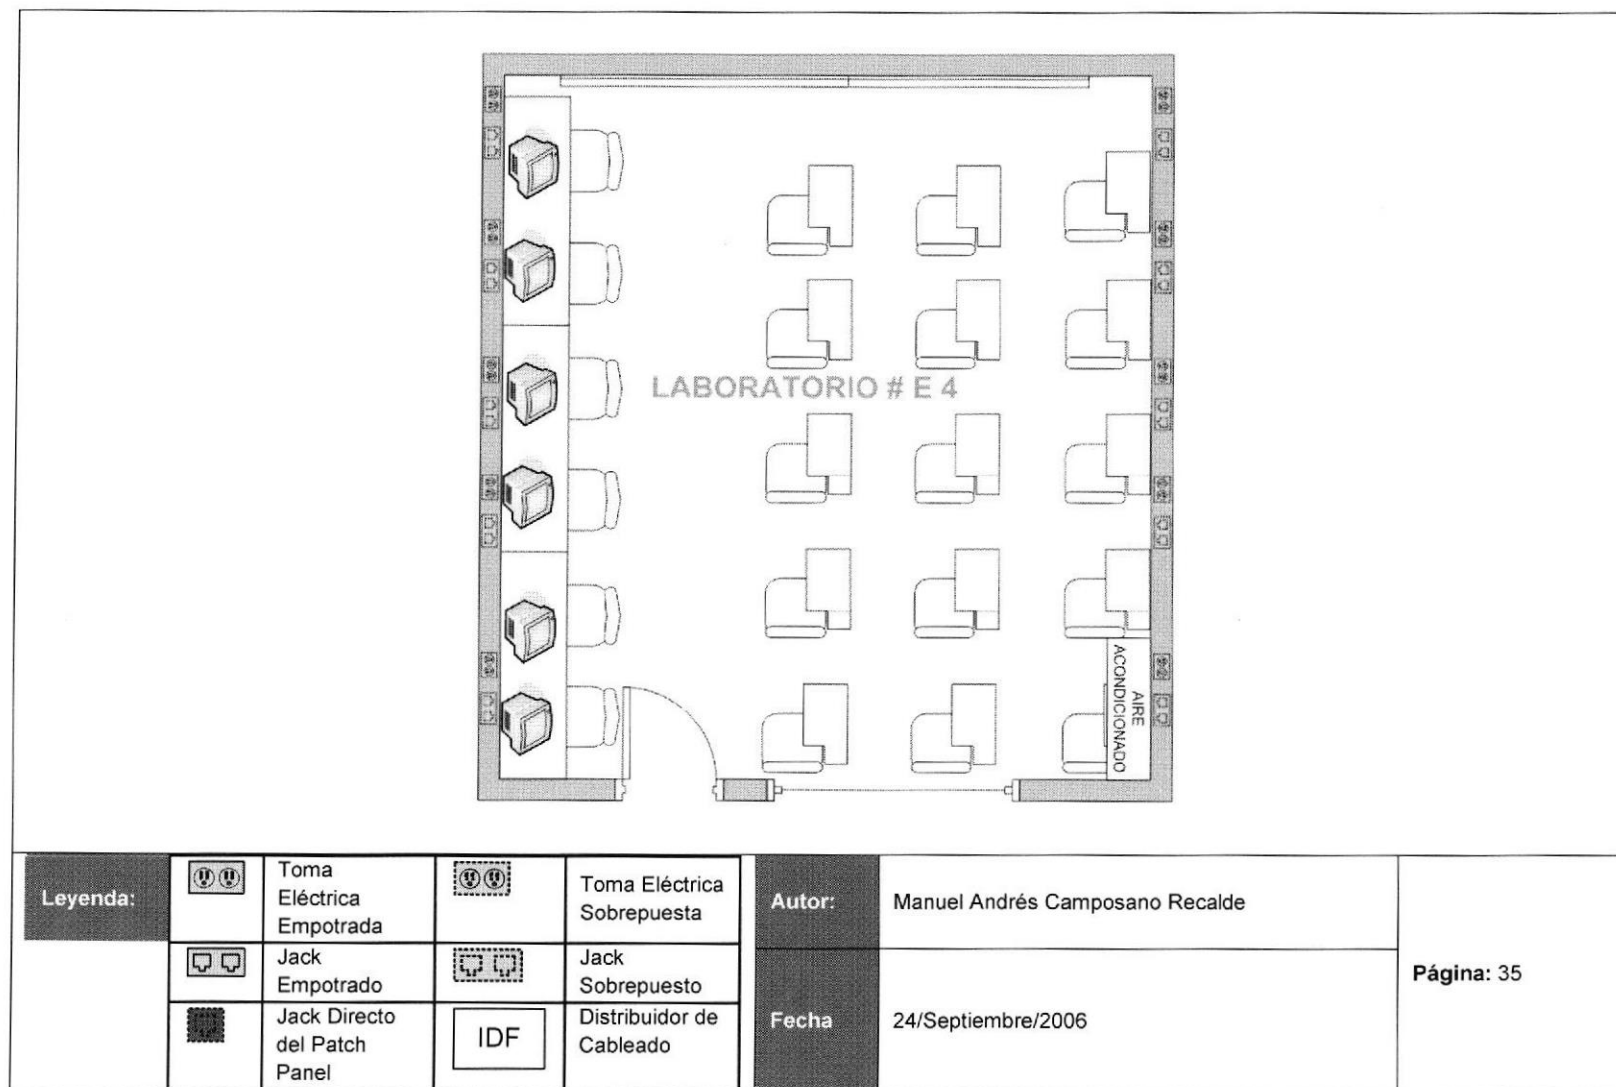 LABORATORIO # E 4
AIRE
ACONDICIONADO
Leyenda:
Toma
Eléctrica
Empotrada
Toma Eléctrica
Sobrepuesta
Jack
Empotrado
Jack
Sobrepuesto
Jack Directo
del Patch
Panel
IDF
Distribuidor de
Cableado
Autor:
Manuel Andrés Camposano Recalde
Fecha
24/Septiembre/2006
Página: 35